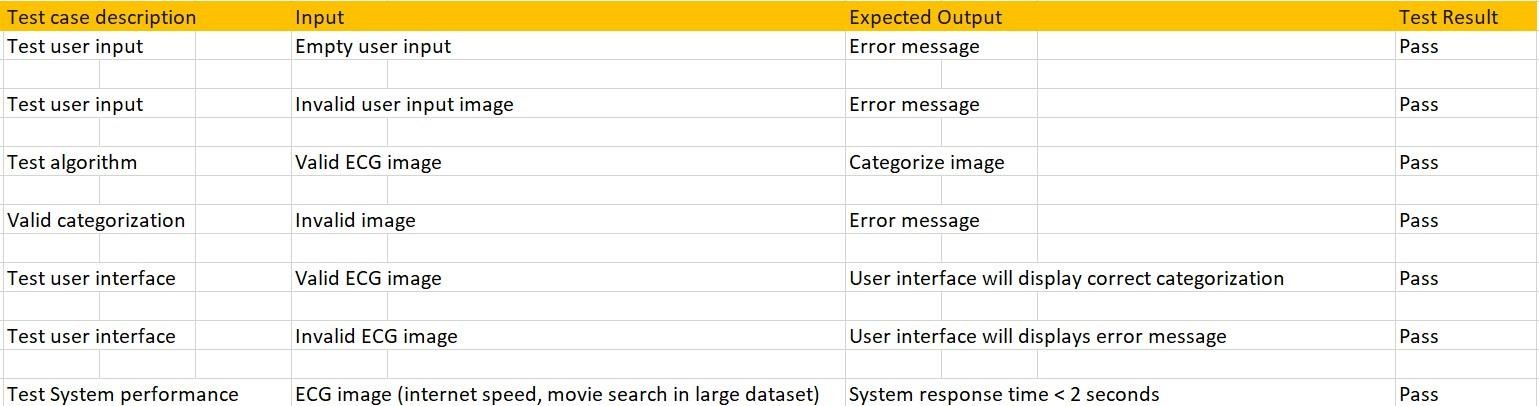 Test case description Input Expected Output Test Result
Test user input Empty user input Error message Pass
Test user input Invalid user input image Error message Pass
Test algorithm Valid ECG image Categorize image Pass
Valid categorization Invalid image Error message Pass
Test user interface Valid ECG image User interface will display correct categorization Pass
Test user interface Invalid ECG image User interface will displays error message Pass
Test System performance ECG image (internet speed, movie search in large dataset) System response time < 2 seconds Pass